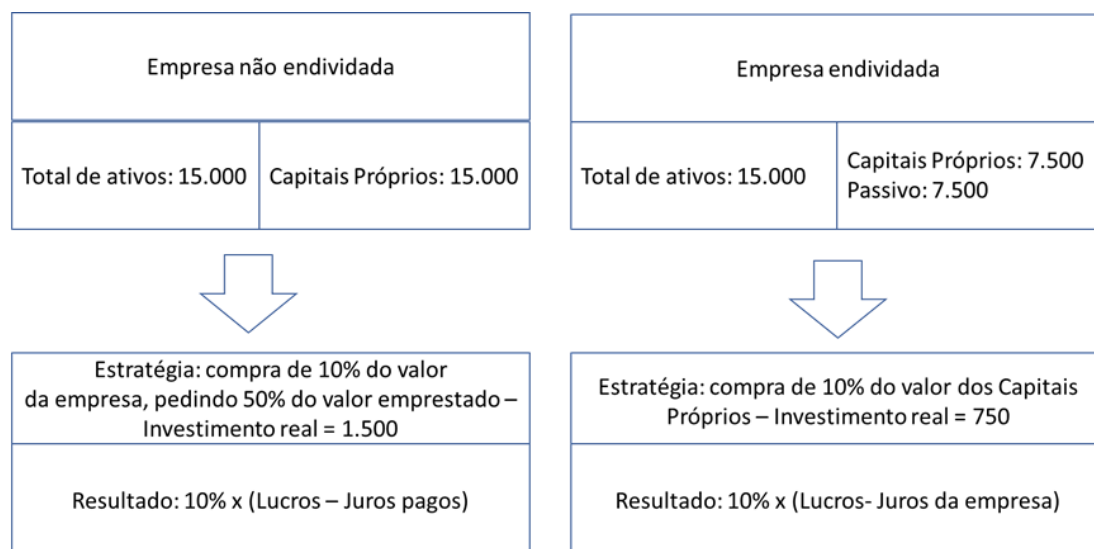 Empresa não endividada
Total de ativos: 15.000
Capitais Próprios: 15.000
Estratégia: compra de 10% do valor
da empresa, pedindo 50% do valor emprestado –
Investimento real = 1.500
Resultado: 10% x (Lucros – Juros pagos)
Empresa endividada
Total de ativos: 15.000
Capitais Próprios: 7.500
Passivo: 7.500
Estratégia: compra de 10% do valor dos Capitais
Próprios – Investimento real = 750
Resultado: 10% x (Lucros- Juros da empresa)